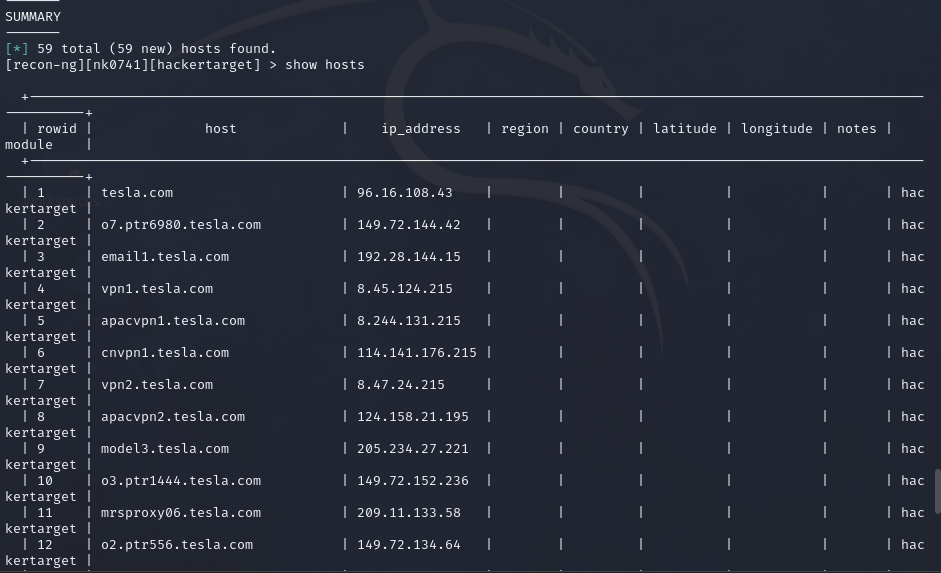 SUMMARY
[*] 59 total (59 new) hosts found.
[recon-ng][nk0741][hackertarget] > show hosts
| rowid | host | ip_address | region | country | latitude | longitude | notes |
module |
| 1 | tesla.com | 96.16.108.43 | | | | | | hac
kertarget |
| 2 | o7.ptr6980.tesla.com | 149.72.144.42 | | | | | | hac
kertarget |
| 3 | email1.tesla.com | 192.28.144.15 | | | | | | hac
kertarget |
| 4 | vpn1.tesla.com | 8.45.124.215 | | | | | | hac
kertarget |
| 5 | apacvpn1.tesla.com | 8.244.131.215 | | | | | | hac
kertarget |
| 6 | cnvpn1.tesla.com | 114.141.176.215 | | | | | | hac
kertarget |
| 7 | vpn2.tesla.com | 8.47.24.215 | | | | | | hac
kertarget |
| 8 | apacvpn2.tesla.com | 124.158.21.195 | | | | | | hac
kertarget |
| 9 | model3.tesla.com | 205.234.27.221 | | | | | | hac
kertarget |
| 10 | o3.ptr1444.tesla.com | 149.72.152.236 | | | | | | hac
kertarget |
| 11 | mrsproxy06.tesla.com | 209.11.133.58 | | | | | | hac
kertarget |
| 12 | o2.ptr556.tesla.com | 149.72.134.64 | | | | | | hac
kertarget |